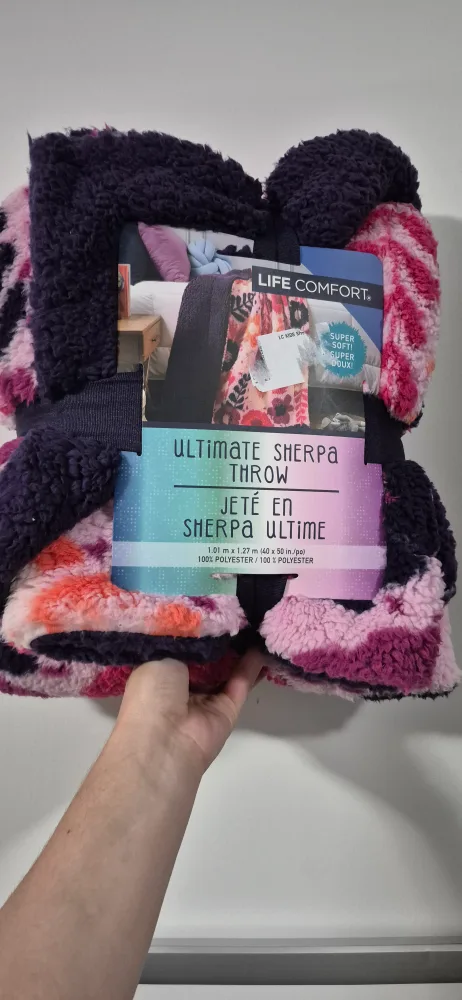 LIFE COMFORT®
SUPER
SOFT!
SUPER
DOUX!
ULTIMATE SHERPA
THROW
JETÉ EN
SHERPA ULTIME
1.01 m x 1.27 m (40 x 50 in./po)
100% POLYESTER / 100 % POLYESTER